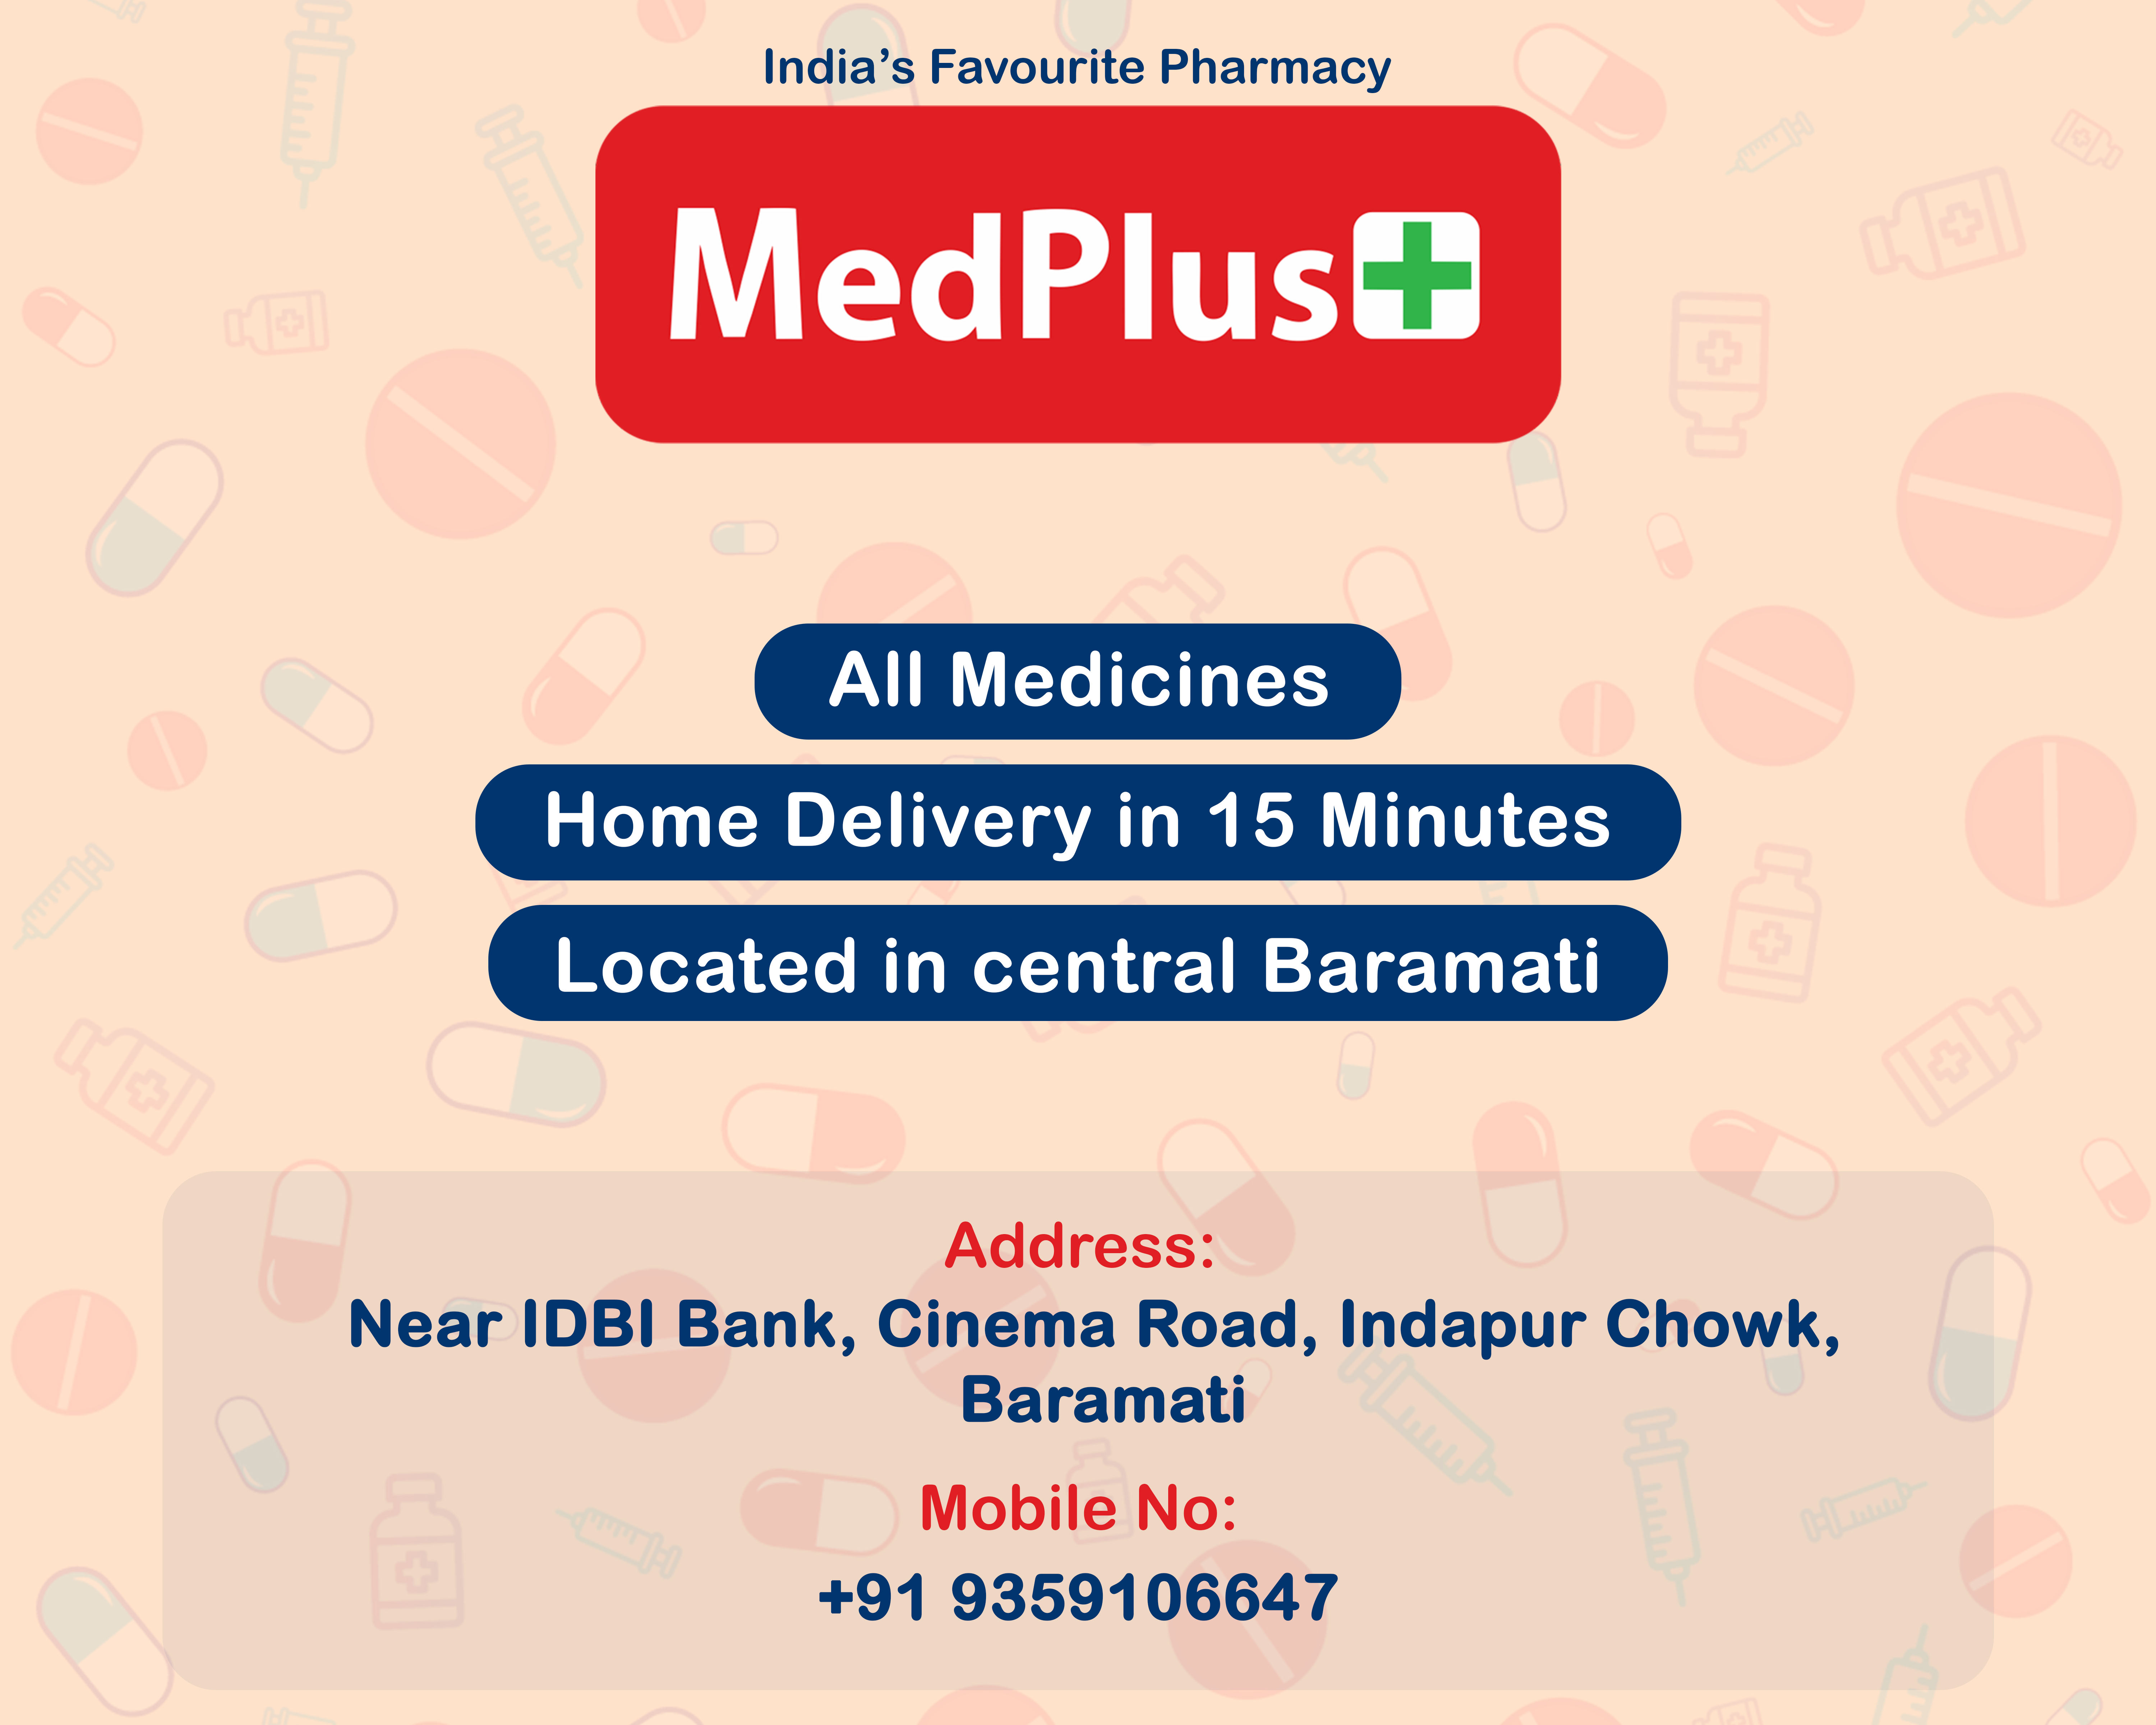 India’s Favourite Pharmacy
MedPlus
All Medicines
Home Delivery in 15 Minutes
Located in central Baramati
Address:
Near IDBI Bank, Cinema Road, Indapur Chowk,
Baramati
Mobile No:
+91 9359106647